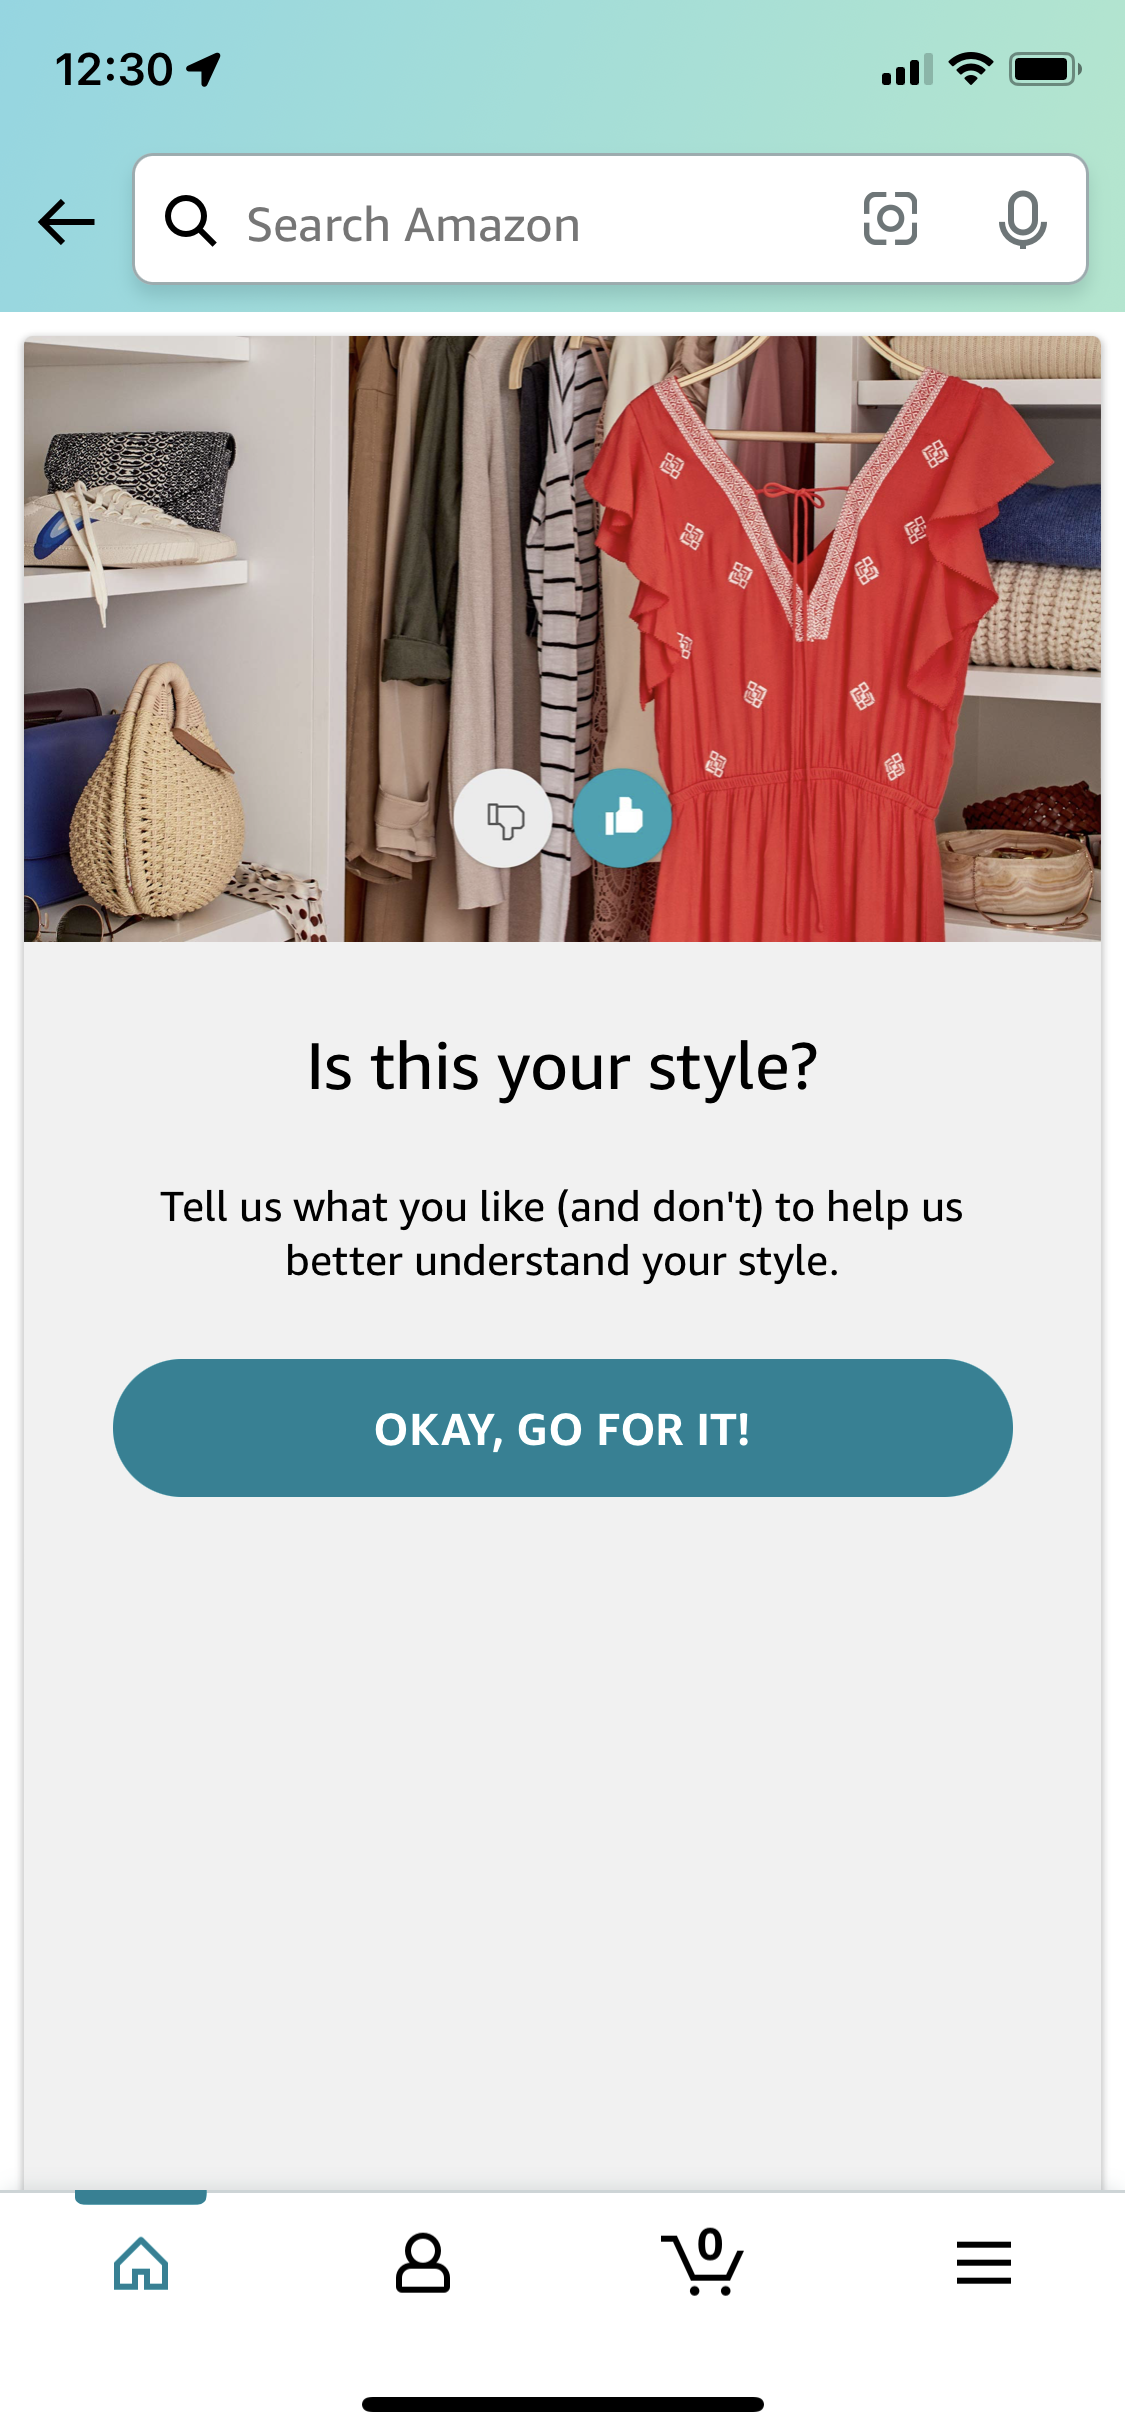 12:30
Search Amazon
Is this your style?
Tell us what you like (and don't) to help us
better understand your style.
OKAY, GO FOR IT!
0